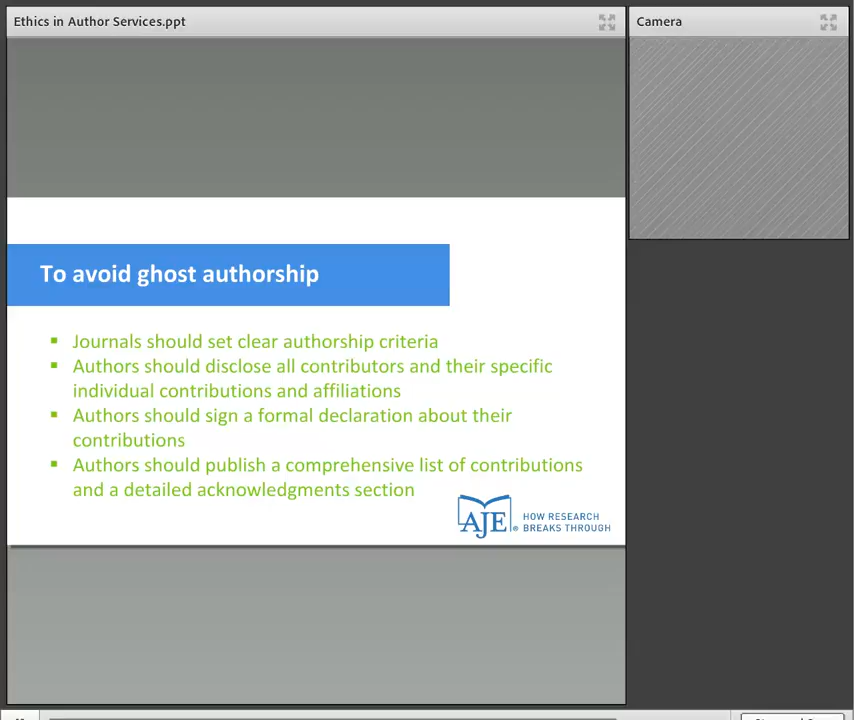 Ethics in Author Services.ppt
Camera
To avoid ghost authorship
▪ Journals should set clear authorship criteria
▪ Authors should disclose all contributors and their specific
individual contributions and affiliations
▪ Authors should sign a formal declaration about their
contributions
▪ Authors should publish a comprehensive list of contributions
and a detailed acknowledgments section
AJE® HOW RESEARCH
BREAKS THROUGH